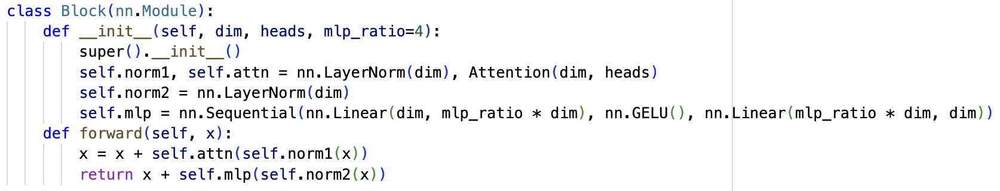 class Block(nn.Module):
    def __init__(self, dim, heads, mlp_ratio=4):
        super().__init__()
        self.norm1, self.attn = nn.LayerNorm(dim), Attention(dim, heads)
        self.norm2 = nn.LayerNorm(dim)
        self.mlp = nn.Sequential(nn.Linear(dim, mlp_ratio * dim), nn.GELU(), nn.Linear(mlp_ratio * dim, dim))
    def forward(self, x):
        x = x + self.attn(self.norm1(x))
        return x + self.mlp(self.norm2(x))